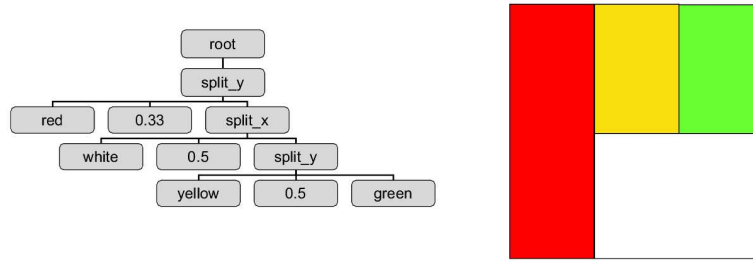 root
split_y
red 0.33 split_x
white 0.5 split_y
yellow 0.5 green